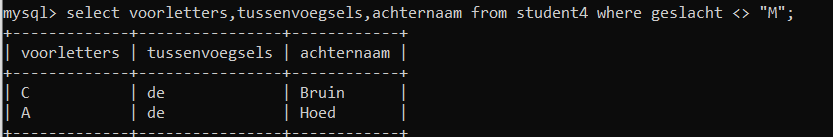 mysql> select voorletters,tussenvoegsels,achternaam from student4 where geslacht <> "M";
+-------------+----------------+------------+
| voorletters | tussenvoegsels | achternaam |
+-------------+----------------+------------+
| C           | de             | Bruin      |
| A           | de             | Hoed       |
+-------------+----------------+------------+